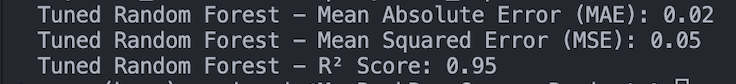 Tuned Random Forest – Mean Absolute Error (MAE): 0.02
Tuned Random Forest – Mean Squared Error (MSE): 0.05
Tuned Random Forest – R² Score: 0.95